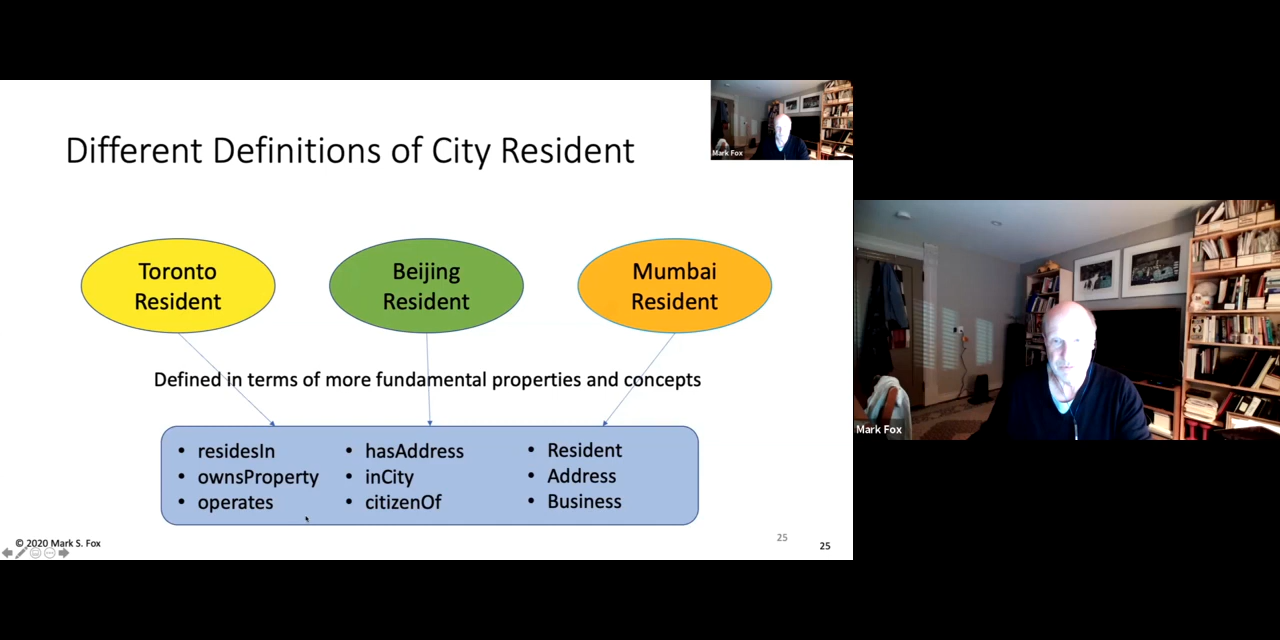 Different Definitions of City Resident
Mark Fox
Toronto
Resident
Beijing
Resident
Mumbai
Resident
Defined in terms of more fundamental properties and concepts
• residesIn
• ownsProperty
• operates
• hasAddress
• inCity
• citizenOf
• Resident
• Address
• Business
© 2020 Mark S. Fox
25
25
Mark Fox